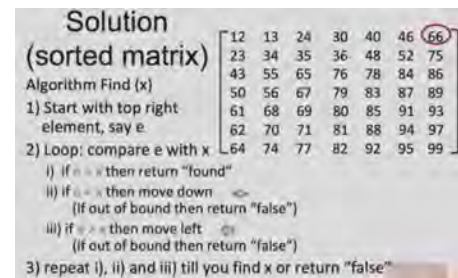 Solution
(sorted matrix)
Algorithm Find (x)
1) Start with top right
element, say e
2) Loop: compare e with x
i) if then return "found"
ii) if then move down
(if out of bound then return "false")
iii) if then move left
(if out of bound then return "false")
3) repeat i), ii) and iii) till you find x or return "false"
12 13 24 30 40 46 66
23 34 35 36 48 52 75
43 55 65 76 78 84 86
50 56 67 79 83 87 89
61 68 69 80 85 91 93
62 70 71 81 88 94 97
64 74 77 82 92 95 99